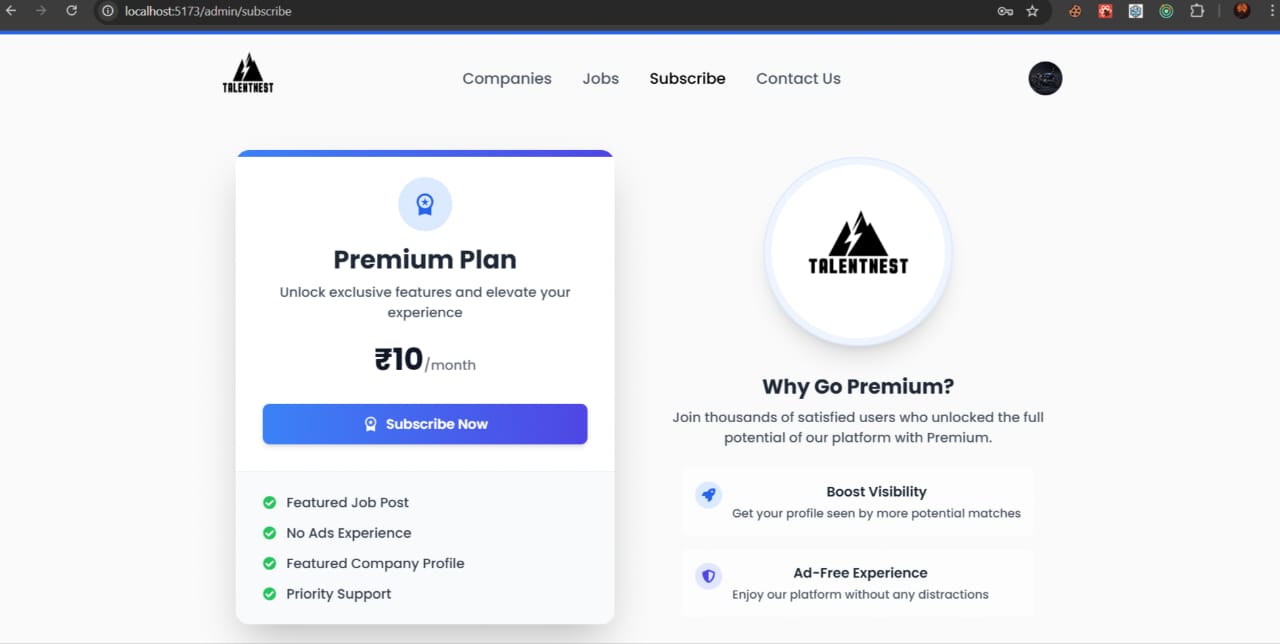 localhost:5173/admin/subscribe
TALENTNEST
Companies
Jobs
Subscribe
Contact Us
Premium Plan
Unlock exclusive features and elevate your
experience
₹10/month
Subscribe Now
Featured Job Post
No Ads Experience
Featured Company Profile
Priority Support
TALENTNEST
Why Go Premium?
Join thousands of satisfied users who unlocked the full
potential of our platform with Premium.
Boost Visibility
Get your profile seen by more potential matches
Ad-Free Experience
Enjoy our platform without any distractions